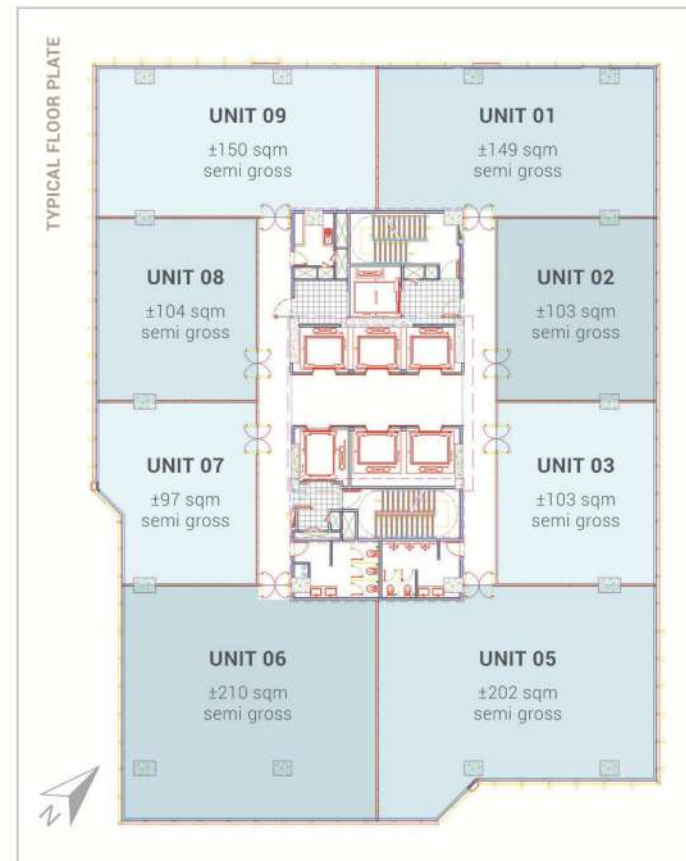 TYPICAL FLOOR PLATE
UNIT 09
±150 sqm
semi gross
UNIT 01
±149 sqm
semi gross
UNIT 08
±104 sqm
semi gross
UNIT 02
±103 sqm
semi gross
UNIT 07
±97 sqm
semi gross
UNIT 03
±103 sqm
semi gross
UNIT 06
±210 sqm
semi gross
UNIT 05
±202 sqm
semi gross
N